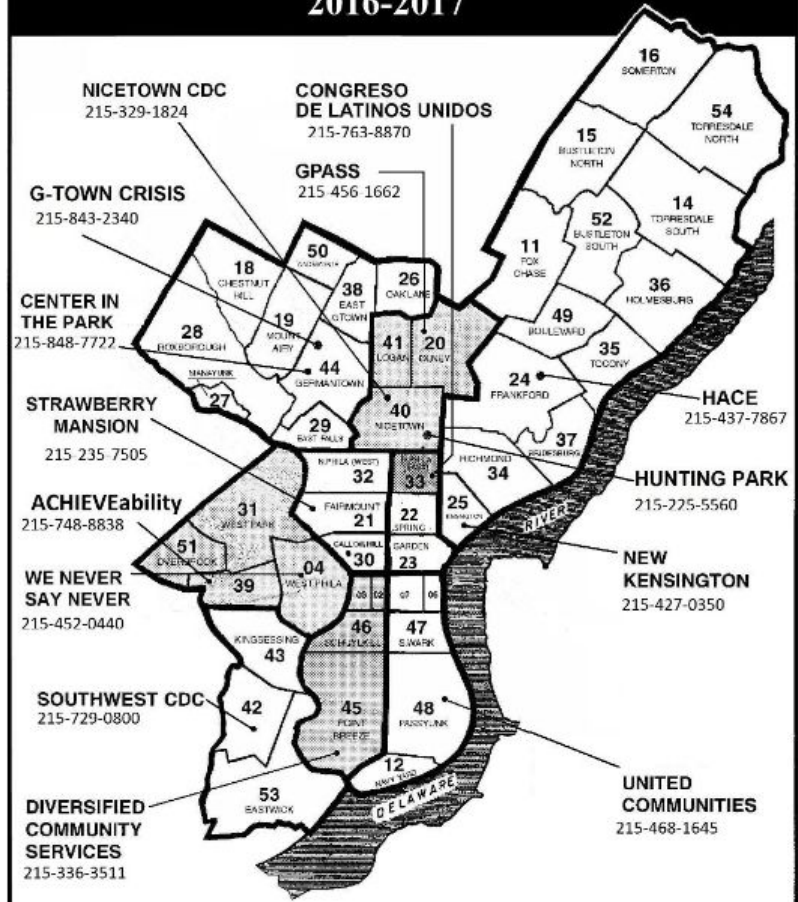 2016-2017
NICETOWN CDC
215-329-1824
CONGRESO
DE LATINOS UNIDOS
215-763-8870
GPASS
215-456-1662
G-TOWN CRISIS
215-843-2340
CENTER IN
THE PARK
215-848-7722
STRAWBERRY
MANSION
215-235-7505
ACHIEVEability
215-748-8838
WE NEVER
SAY NEVER
215-452-0440
SOUTHWEST CDC
215-729-0800
DIVERSIFIED
COMMUNITY
SERVICES
215-336-3511
HACE
215-437-7867
HUNTING PARK
215-225-5560
NEW
KENSINGTON
215-427-0350
UNITED
COMMUNITIES
215-468-1645
16
SOMERTON
54
TORRESDALE
NORTH
15
BUSTLETON
NORTH
14
TORRESDALE
SOUTH
52
BUSTLETON
SOUTH
11
FOX
CHASE
36
HOLMESBURG
49
BOULEVARD
35
TOCONY
24
FRANKFORD
37
BRIDESBURG
RICHMOND
34
50
18
CHESTNUT
HILL
38
EAST
GTOWN
26
OAKLANE
19
MOUNT
AIRY
28
ROXBOROUGH
MANAYUNK
27
44
GERMANTOWN
41
LOGAN
20
OLNEY
40
NICETOWN
29
EAST FALLS
N.PHILA (WEST)
32
33
25
KENSINGTON
FAIRMOUNT
21
22
SPRING
GARDEN
23
30
31
WEST PARK
51
OVERBROOK
39
04
WEST PHILA
07
06
46
SCHUYLKILL
47
S.WARK
KINGSESSING
43
42
45
POINT
BREEZE
48
PASSYUNK
12
NAVY YARD
53
EASTWICK
DELAWARE
RIVER